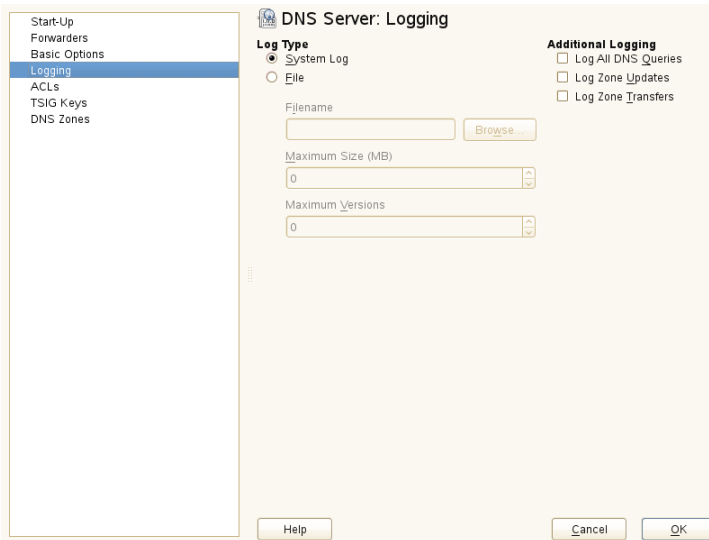 Start-Up
Forwarders
Basic Options
Logging
ACLs
TSIG Keys
DNS Zones
DNS Server: Logging
Log Type
System Log
File
Filename
Browse...
Maximum Size (MB)
0
Maximum Versions
0
Additional Logging
Log All DNS Queries
Log Zone Updates
Log Zone Transfers
Help
Cancel
OK